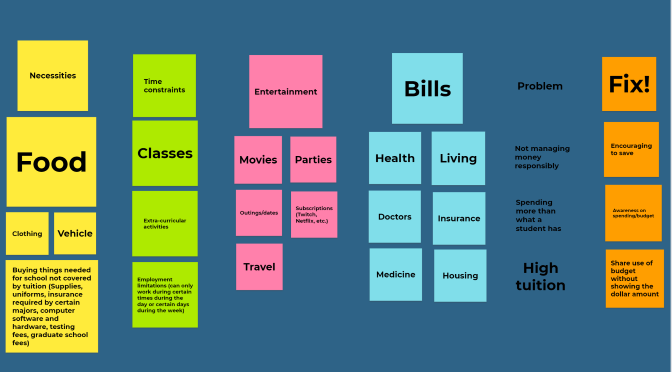 Necessities
Food
Clothing
Vehicle
Buying things needed
for school not covered
by tuition (Supplies,
uniforms, insurance
required by certain
majors, computer
software and
hardware, testing
fees, graduate school
fees)
Time
constraints
Classes
Extra-curricular
activities
Employment
limitations (can only
work during certain
times during the
day or certain days
during the week)
Entertainment
Movies
Parties
Outings/dates
Subscriptions
(Twitch,
Netflix, etc.)
Travel
Bills
Health
Living
Doctors
Insurance
Medicine
Housing
Problem
Not managing
money
responsibly
Spending
more than
what a
student has
High
tuition
Fix!
Encouraging
to save
Awareness on
spending/budget
Share use of
budget
without
showing the
dollar amount